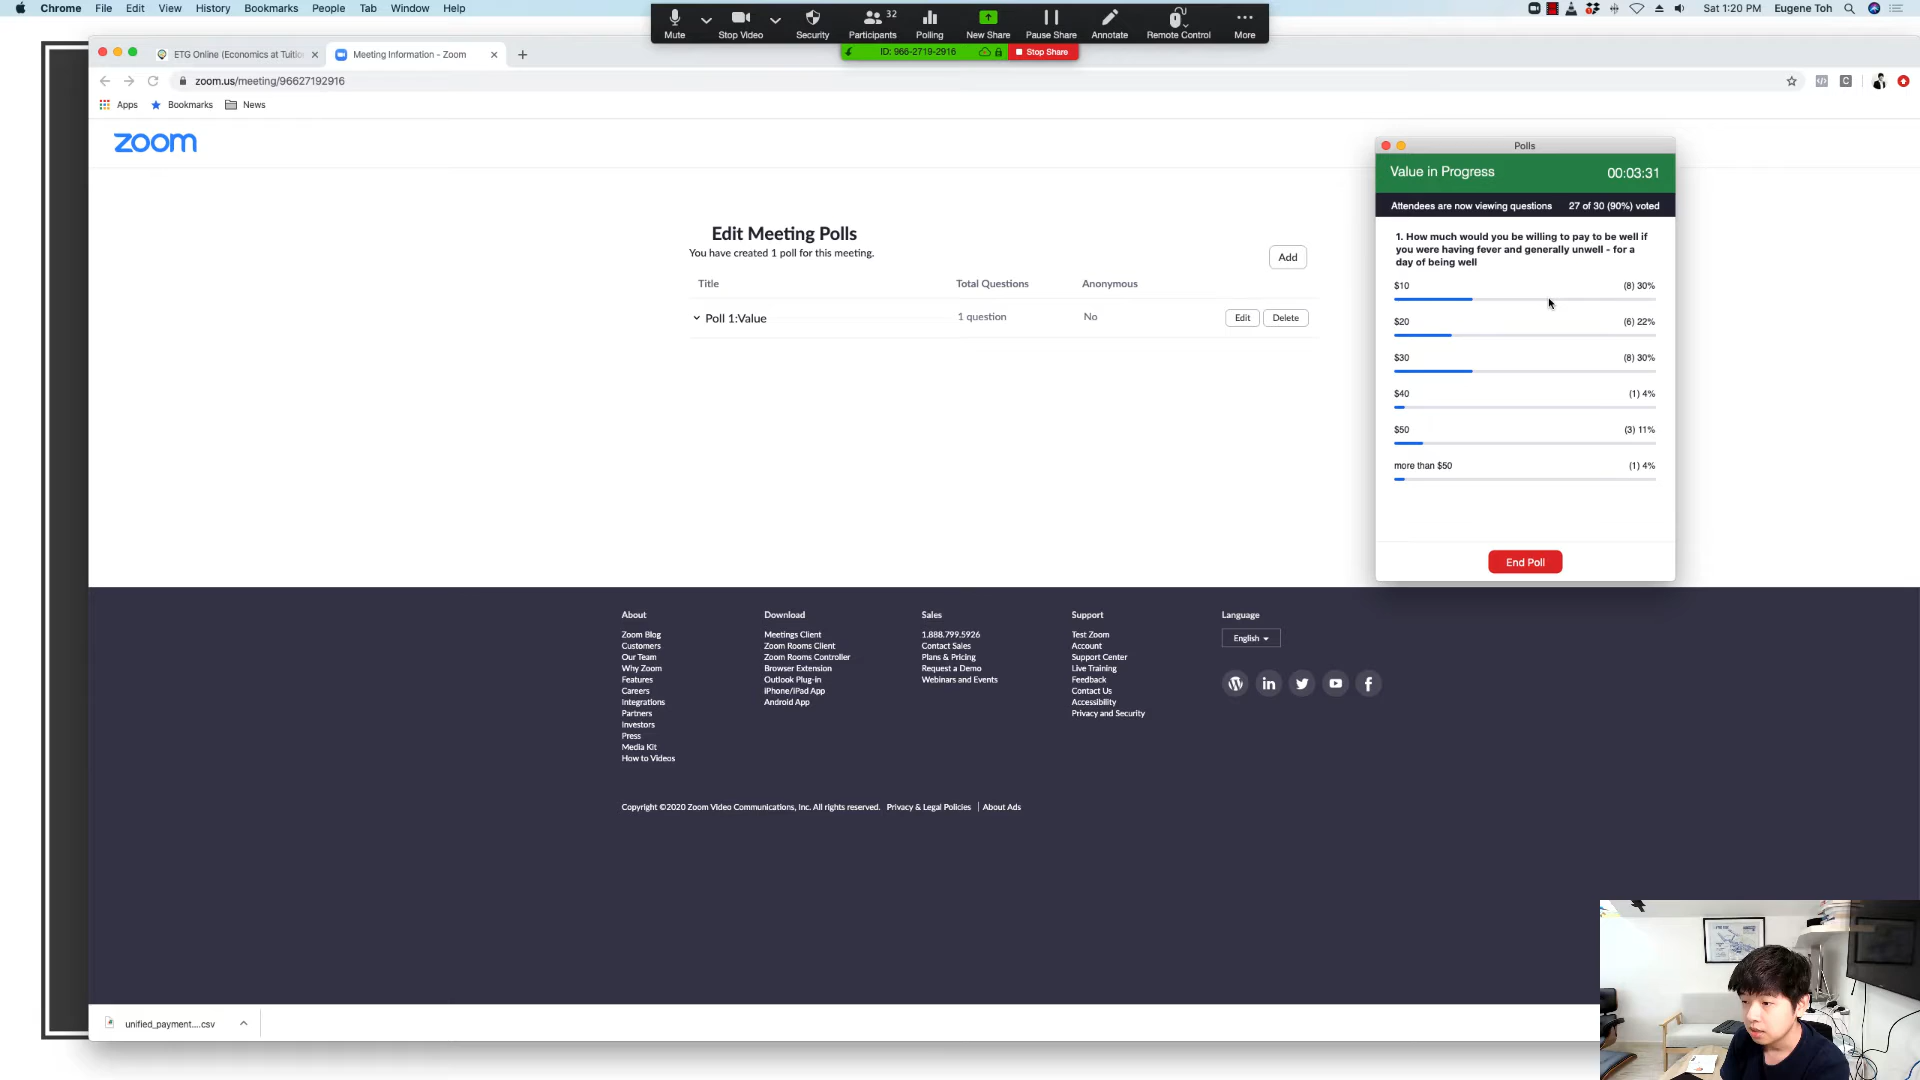 Chrome File Edit View History Bookmarks People Tab Window Help
Sat 1:20 PM Eugene Toh
Mute Stop Video Security Participants 32 Polling New Share Pause Share Annotate Remote Control More
ID: 966-2719-2916 Stop Share
ETG Online (Economics at Tuitio
Meeting Information - Zoom
zoom.us/meeting/96627192916
Apps Bookmarks News
zoom
Edit Meeting Polls
You have created 1 poll for this meeting.
Add
Title Total Questions Anonymous
Poll 1:Value 1 question No Edit Delete
Polls
Value in Progress 00:03:31
Attendees are now viewing questions 27 of 30 (90%) voted
1. How much would you be willing to pay to be well if
you were having fever and generally unwell - for a
day of being well
$10 (8) 30%
$20 (6) 22%
$30 (8) 30%
$40 (1) 4%
$50 (3) 11%
more than $50 (1) 4%
End Poll
About
Zoom Blog
Customers
Our Team
Why Zoom
Features
Careers
Integrations
Partners
Investors
Press
Media Kit
How to Videos
Download
Meetings Client
Zoom Rooms Client
Zoom Rooms Controller
Browser Extension
Outlook Plug-in
iPhone/iPad App
Android App
Sales
1.888.799.5926
Contact Sales
Plans & Pricing
Request a Demo
Webinars and Events
Support
Test Zoom
Account
Support Center
Live Training
Feedback
Contact Us
Accessibility
Privacy and Security
Language
English
Copyright ©2020 Zoom Video Communications, Inc. All rights reserved. Privacy & Legal Policies | About Ads
unified_payment....csv